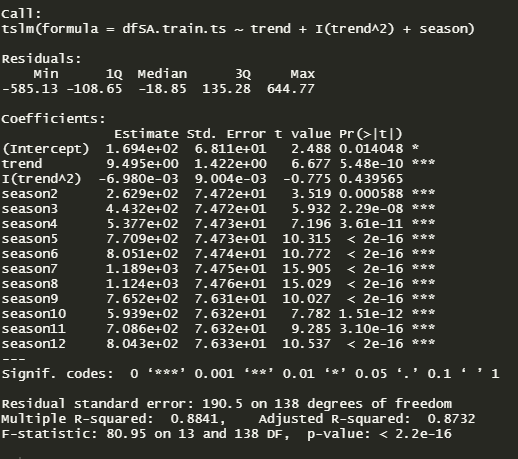 Call:
tslm(formula = dfSA.train.ts ~ trend + I(trend^2) + season)
Residuals:
Min 1Q Median 3Q Max
-585.13 -108.65 -18.85 135.28 644.77
Coefficients:
Estimate Std. Error t value Pr(>|t|)
(Intercept) 1.694e+02 6.811e+01 2.488 0.014048 *
trend 9.495e+00 1.422e+00 6.677 5.48e-10 ***
I(trend^2) -6.980e-03 9.004e-03 -0.775 0.439565
season2 2.629e+02 7.472e+01 3.519 0.000588 ***
season3 4.432e+02 7.472e+01 5.932 2.29e-08 ***
season4 5.377e+02 7.473e+01 7.196 3.61e-11 ***
season5 7.709e+02 7.473e+01 10.315 < 2e-16 ***
season6 8.051e+02 7.474e+01 10.772 < 2e-16 ***
season7 1.189e+03 7.475e+01 15.905 < 2e-16 ***
season8 1.124e+03 7.476e+01 15.029 < 2e-16 ***
season9 7.652e+02 7.631e+01 10.027 < 2e-16 ***
season10 5.939e+02 7.632e+01 7.782 1.51e-12 ***
season11 7.086e+02 7.632e+01 9.285 3.10e-16 ***
season12 8.043e+02 7.633e+01 10.537 < 2e-16 ***
---
Signif. codes: 0 ‘***’ 0.001 ‘**’ 0.01 ‘*’ 0.05 ‘.’ 0.1 ‘ ’ 1
Residual standard error: 190.5 on 138 degrees of freedom
Multiple R-squared: 0.8841, Adjusted R-squared: 0.8732
F-statistic: 80.95 on 13 and 138 DF, p-value: < 2.2e-16